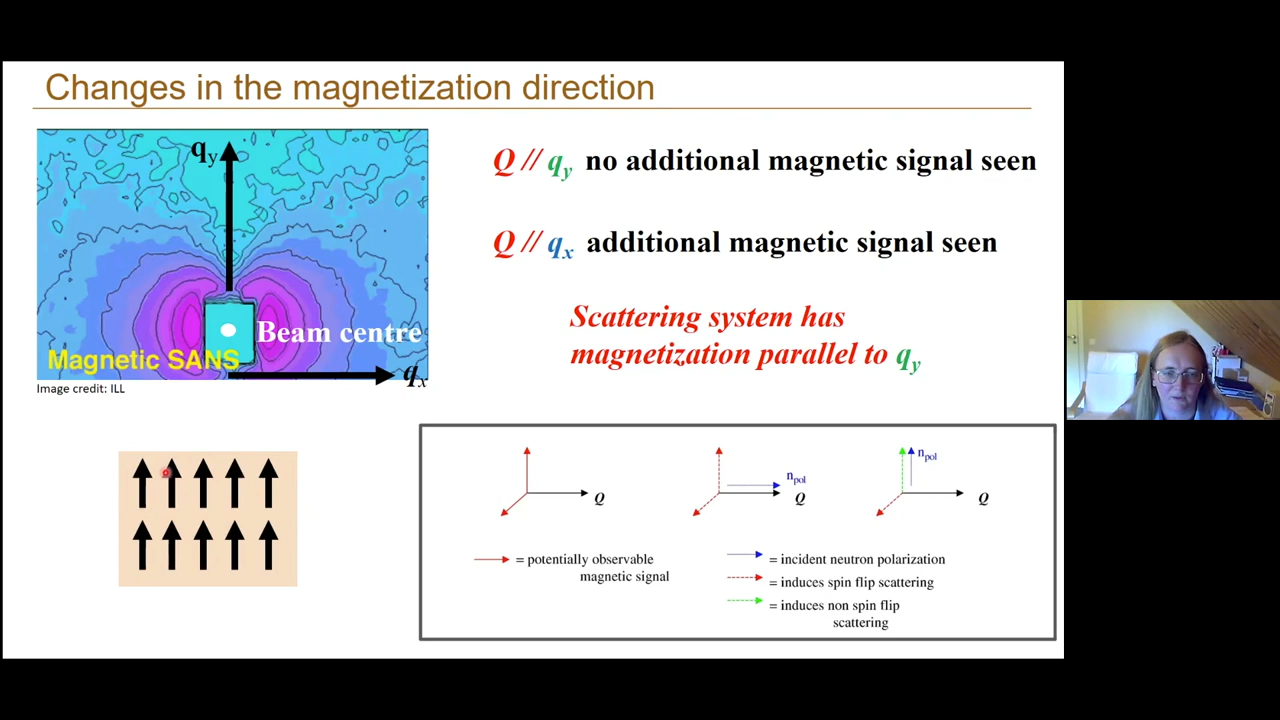 Changes in the magnetization direction
qy
Beam centre
Magnetic SANS
qx
Image credit: ILL
Q // qy no additional magnetic signal seen
Q // qx additional magnetic signal seen
Scattering system has
magnetization parallel to qy
Q
npol
Q
npol
Q
= potentially observable
magnetic signal
= incident neutron polarization
= induces spin flip scattering
= induces non spin flip
scattering